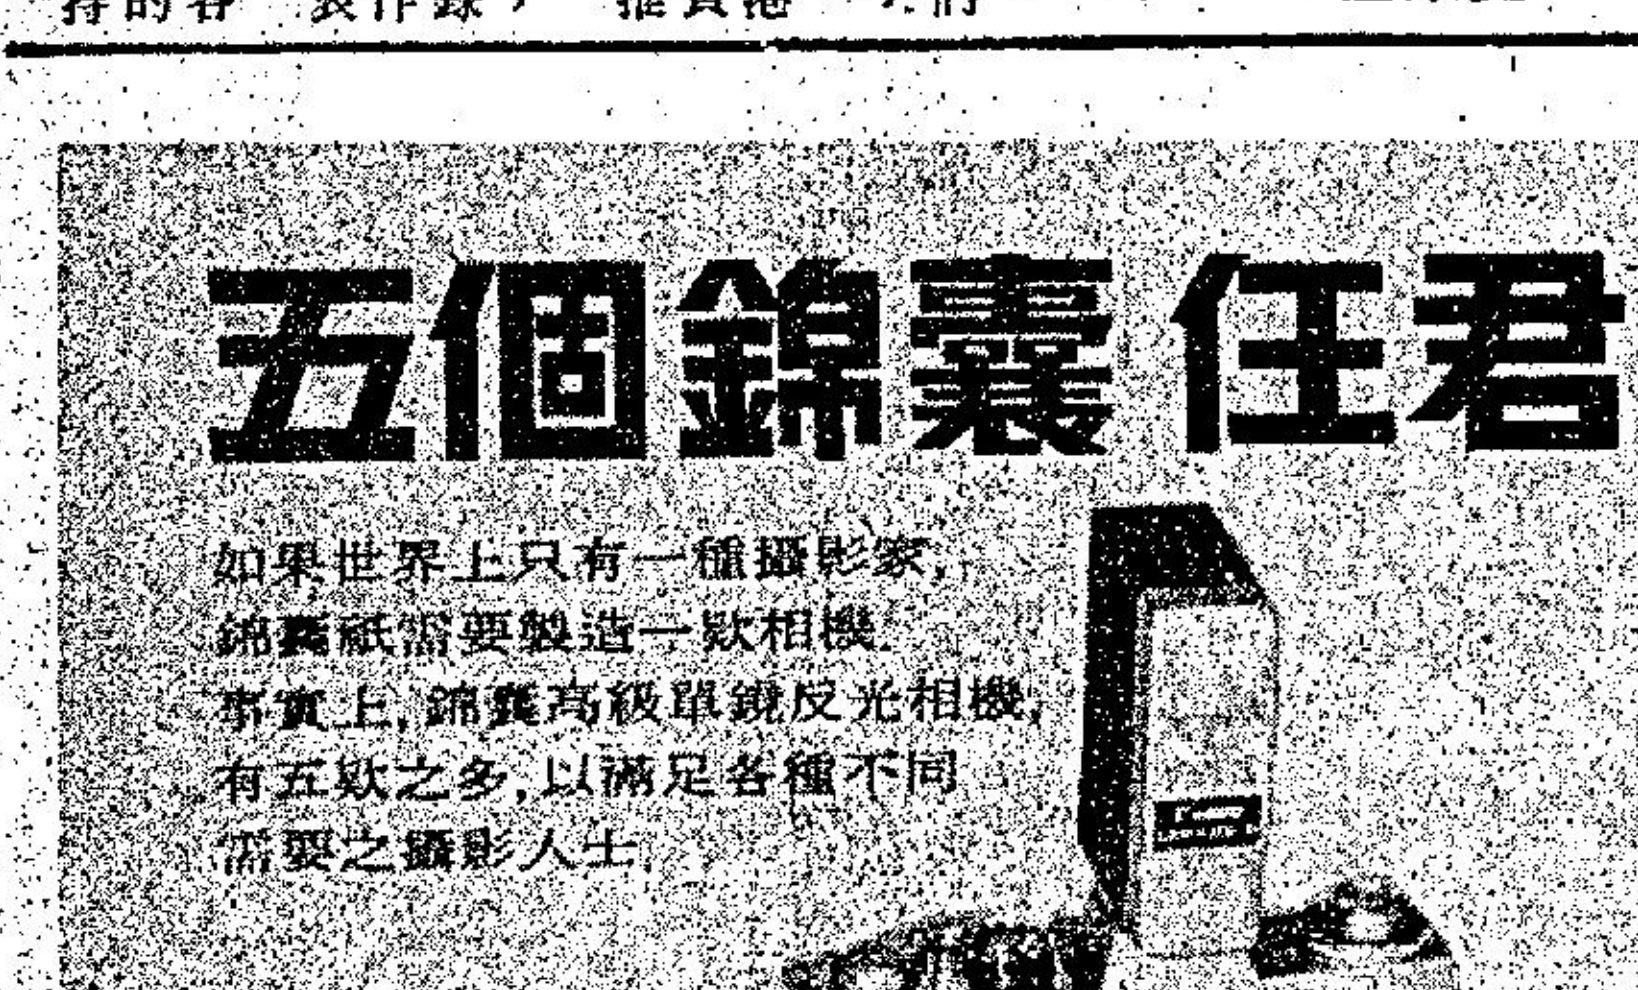 五個錦囊任君
如果世界上只有一種攝影家,
錦囊祇需要製造一款相機.
事實上,錦囊高級單鏡反光相機,
有五款之多,以滿足各種不同
需要之攝影人士,